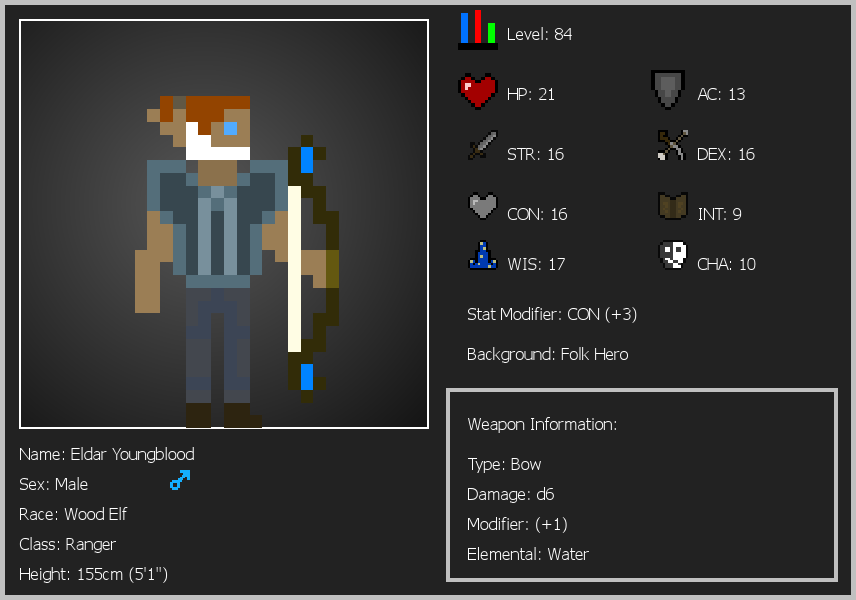 Level: 84
HP: 21
AC: 13
STR: 16
DEX: 16
CON: 16
INT: 9
WIS: 17
CHA: 10
Stat Modifier: CON (+3)
Background: Folk Hero
Weapon Information:
Type: Bow
Damage: d6
Modifier: (+1)
Elemental: Water
Name: Eldar Youngblood
Sex: Male
Race: Wood Elf
Class: Ranger
Height: 155cm (5'1")